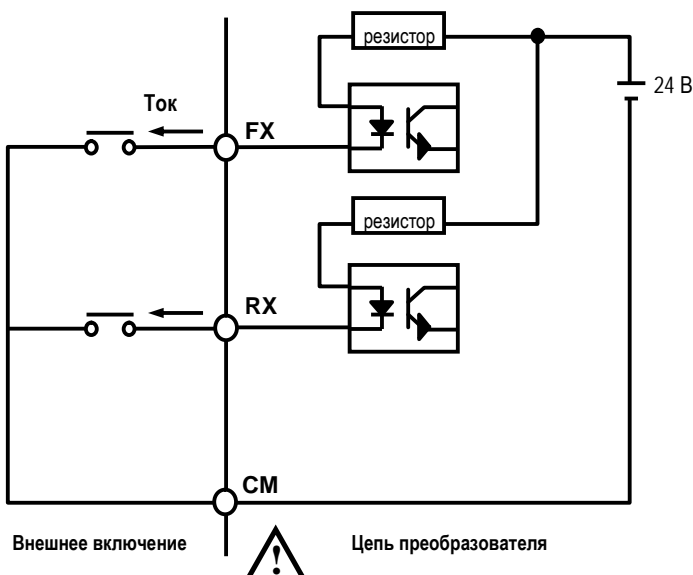 резистор
24 В
Ток
FX
резистор
RX
CM
Внешнее включение
!
Цепь преобразователя